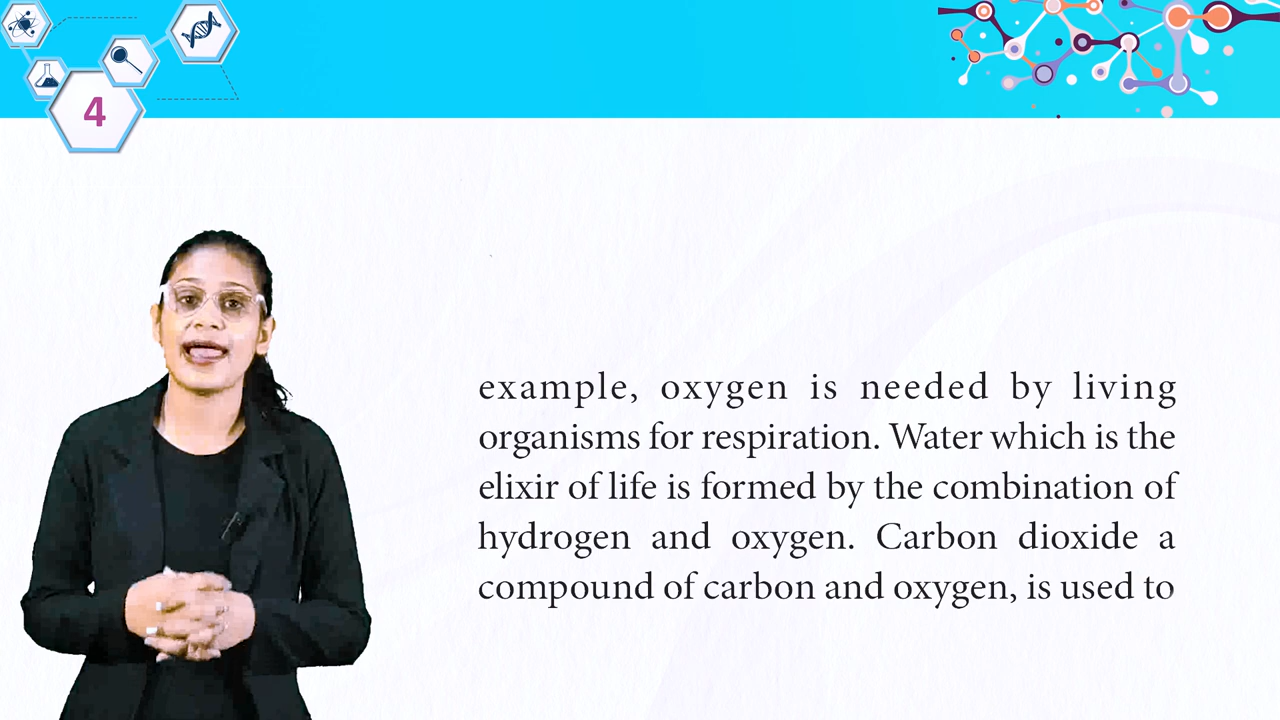 4
example, oxygen is needed by living
organisms for respiration. Water which is the
elixir of life is formed by the combination of
hydrogen and oxygen. Carbon dioxide a
compound of carbon and oxygen, is used to